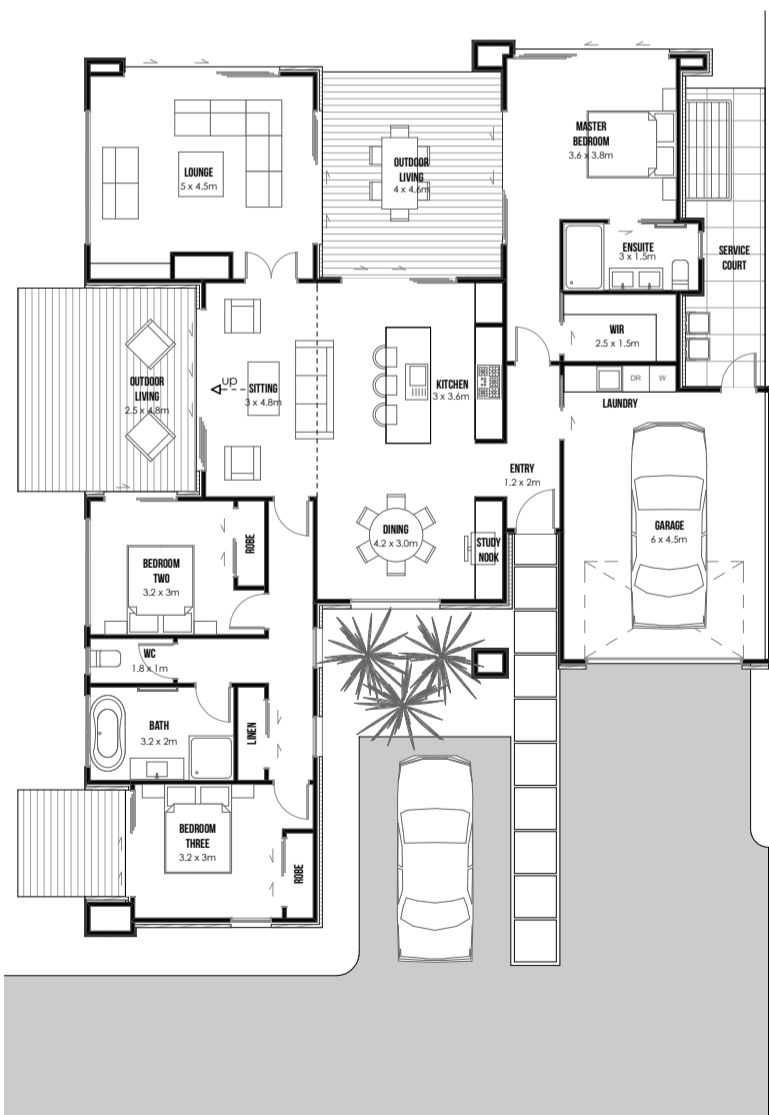 LOUNGE
5 x 4.5m
OUTDOOR
LIVING
4 x 4.6m
MASTER
BEDROOM
3.6 x 3.8m
ENSUITE
3 x 1.5m
SERVICE
COURT
WIR
2.5 x 1.5m
OUTDOOR
LIVING
2.5 x 4.8m
up
SITTING
3 x 4.8m
KITCHEN
3 x 3.6m
DR
W
LAUNDRY
ENTRY
1.2 x 2m
DINING
4.2 x 3.0m
STUDY
NOOK
GARAGE
6 x 4.5m
BEDROOM
TWO
3.2 x 3m
ROBE
WC
1.8 x 1m
BATH
3.2 x 2m
LINEN
BEDROOM
THREE
3.2 x 3m
ROBE